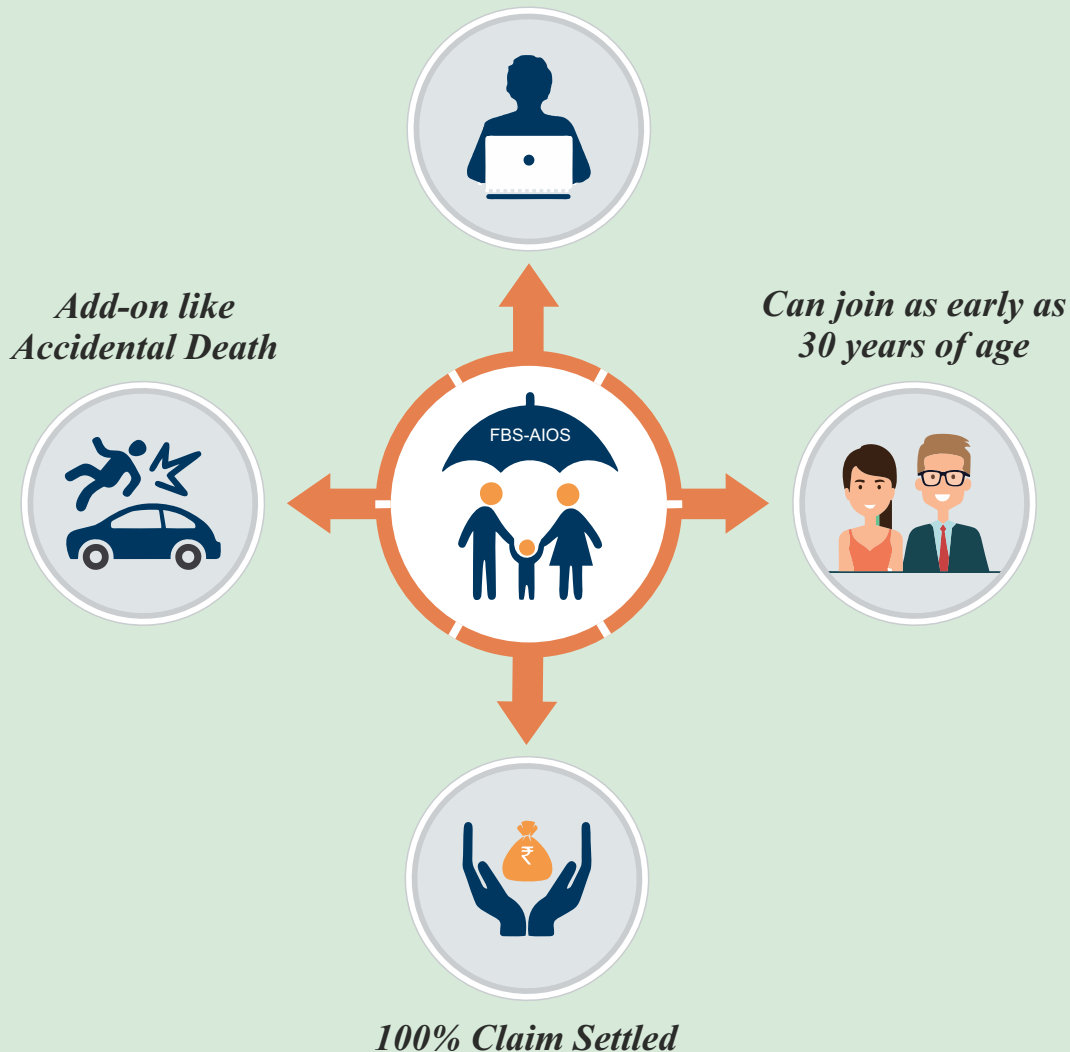 Add-on like
Accidental Death
Can join as early as
30 years of age
FBS-AIOS
₹
100% Claim Settled